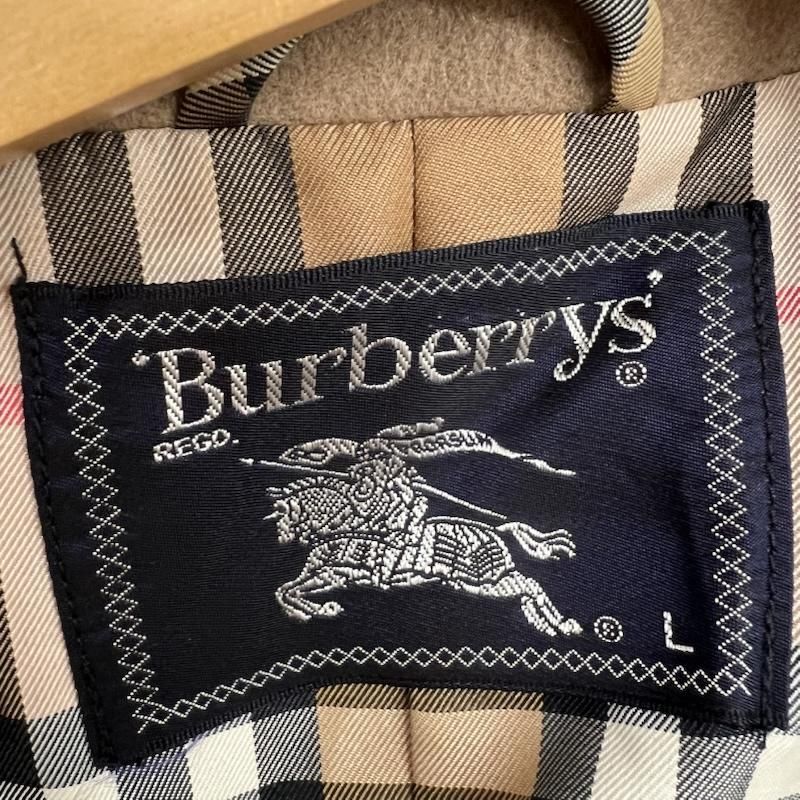 'Burberrys'
®
REGD.
PRORSUM
®
L